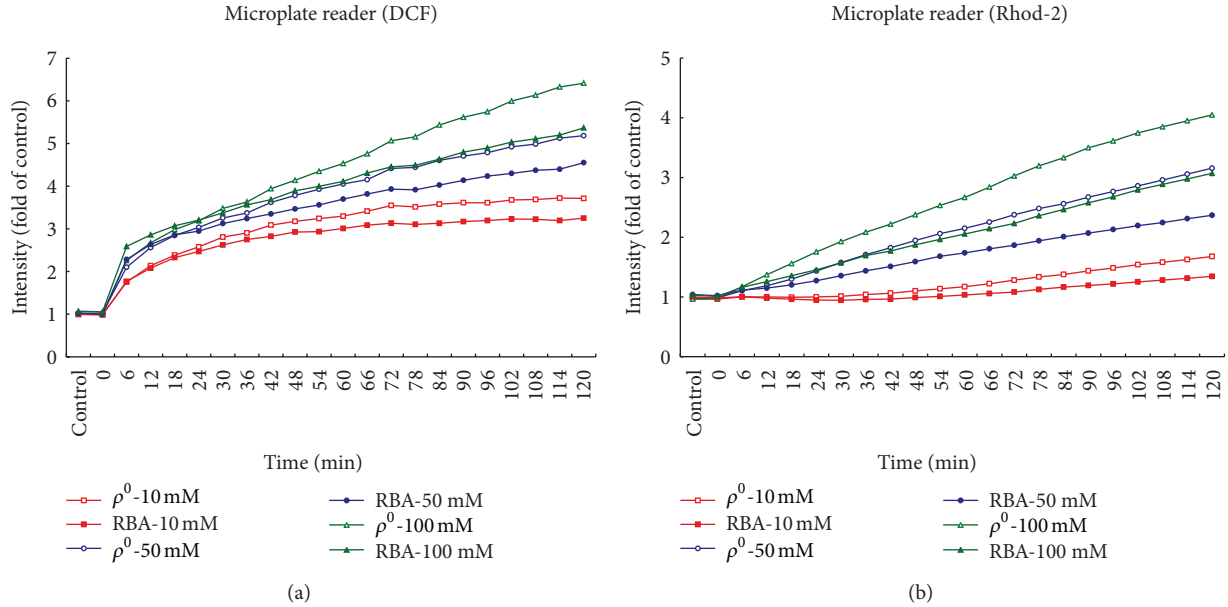 Microplate reader (DCF)
Intensity (fold of control)
7
6
5
4
3
2
1
0
Control 0 6 12 18 24 30 36 42 48 54 60 66 72 78 84 90 96 102 108 114 120
Time (min)
ρ⁰-10 mM
RBA-10 mM
ρ⁰-50 mM
RBA-50 mM
ρ⁰-100 mM
RBA-100 mM
(a)
Microplate reader (Rhod-2)
Intensity (fold of control)
5
4
3
2
1
0
Control 0 6 12 18 24 30 36 42 48 54 60 66 72 78 84 90 96 102 108 114 120
Time (min)
ρ⁰-10 mM
RBA-10 mM
ρ⁰-50 mM
RBA-50 mM
ρ⁰-100 mM
RBA-100 mM
(b)